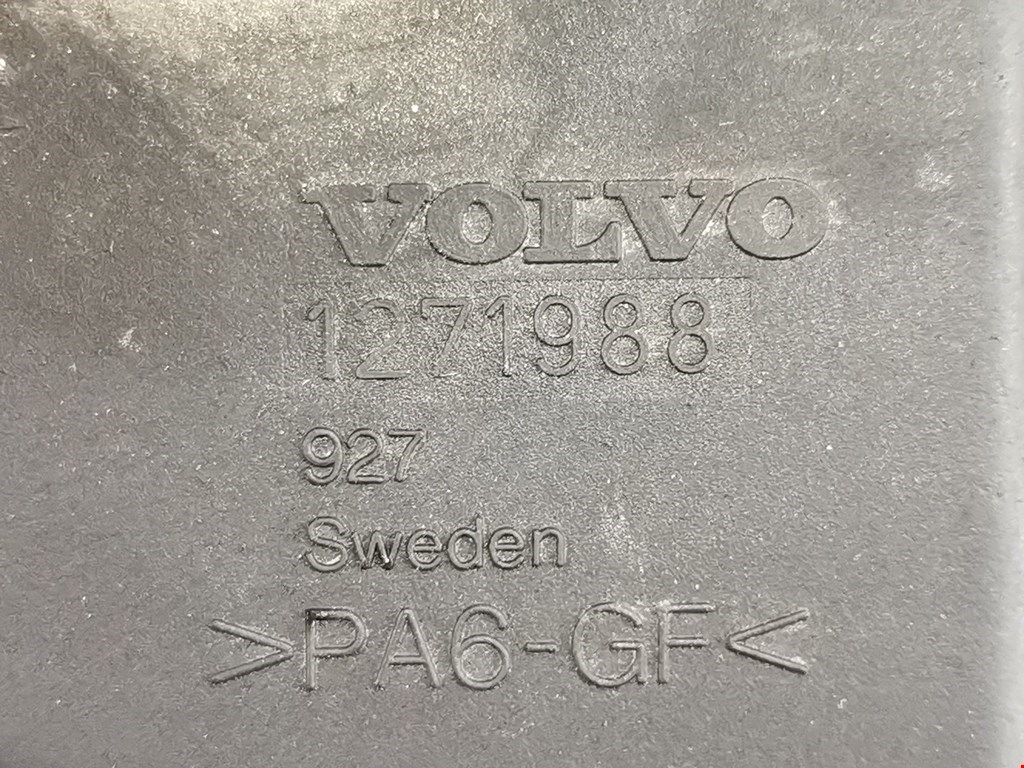 VOLVO
1271988
927
Sweden
>PA6-GF<